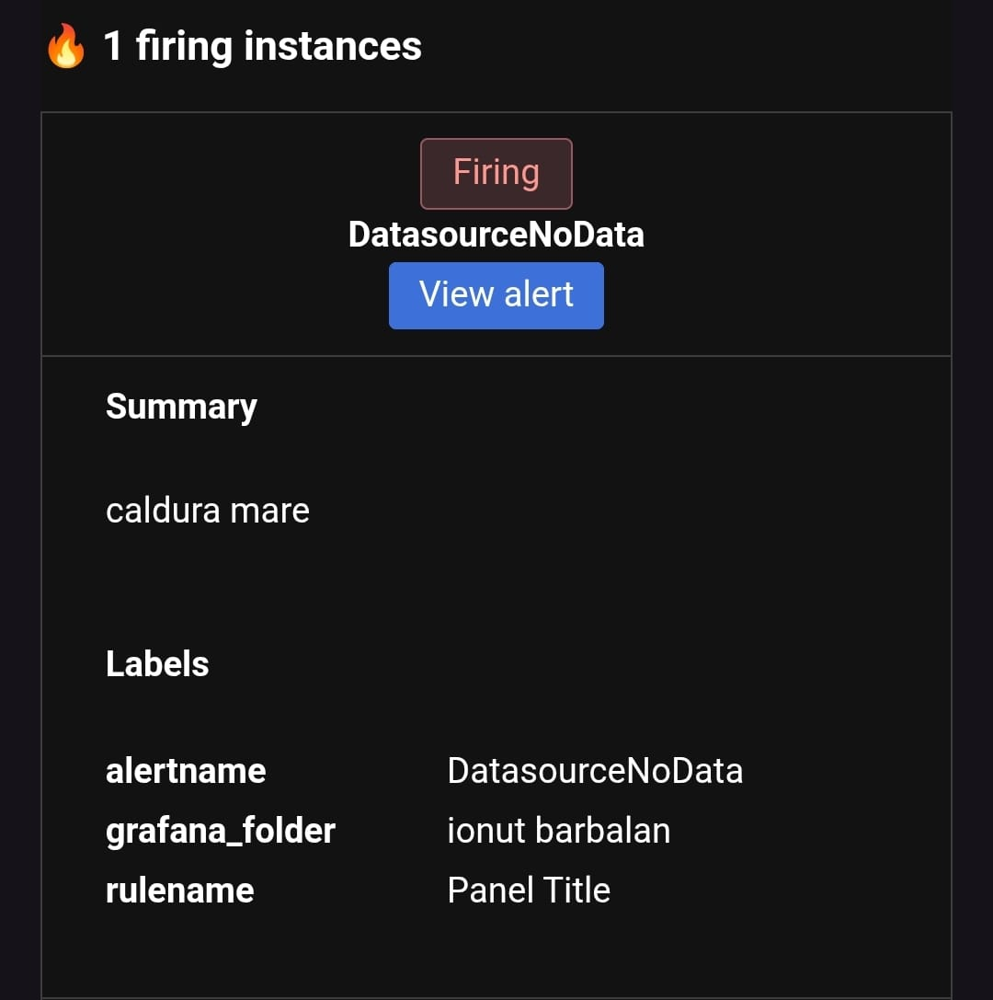 🔥 1 firing instances
Firing
DatasourceNoData
View alert
Summary
caldura mare
Labels
alertname DatasourceNoData
grafana_folder ionut barbalan
rulename Panel Title